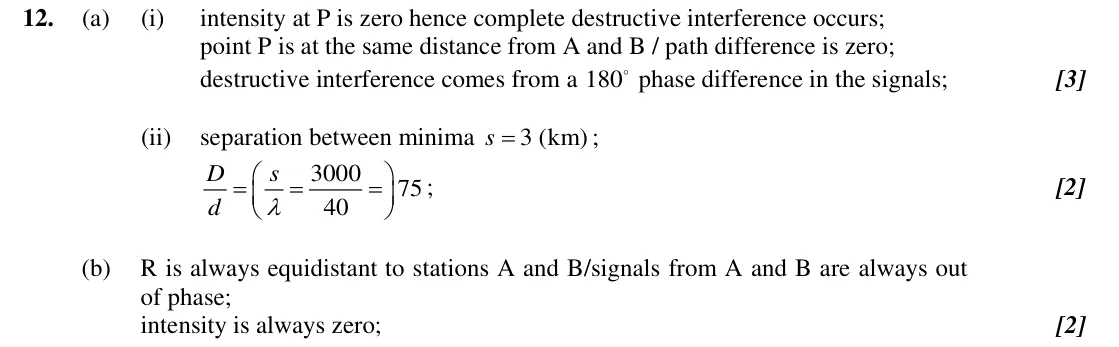 12. (a) (i) intensity at P is zero hence complete destructive interference occurs;
point P is at the same distance from A and B / path difference is zero;
destructive interference comes from a 180° phase difference in the signals; [3]
(ii) separation between minima s = 3 (km) ;
D/d = ( s/λ = 3000/40 = ) 75 ; [2]
(b) R is always equidistant to stations A and B/signals from A and B are always out
of phase;
intensity is always zero; [2]